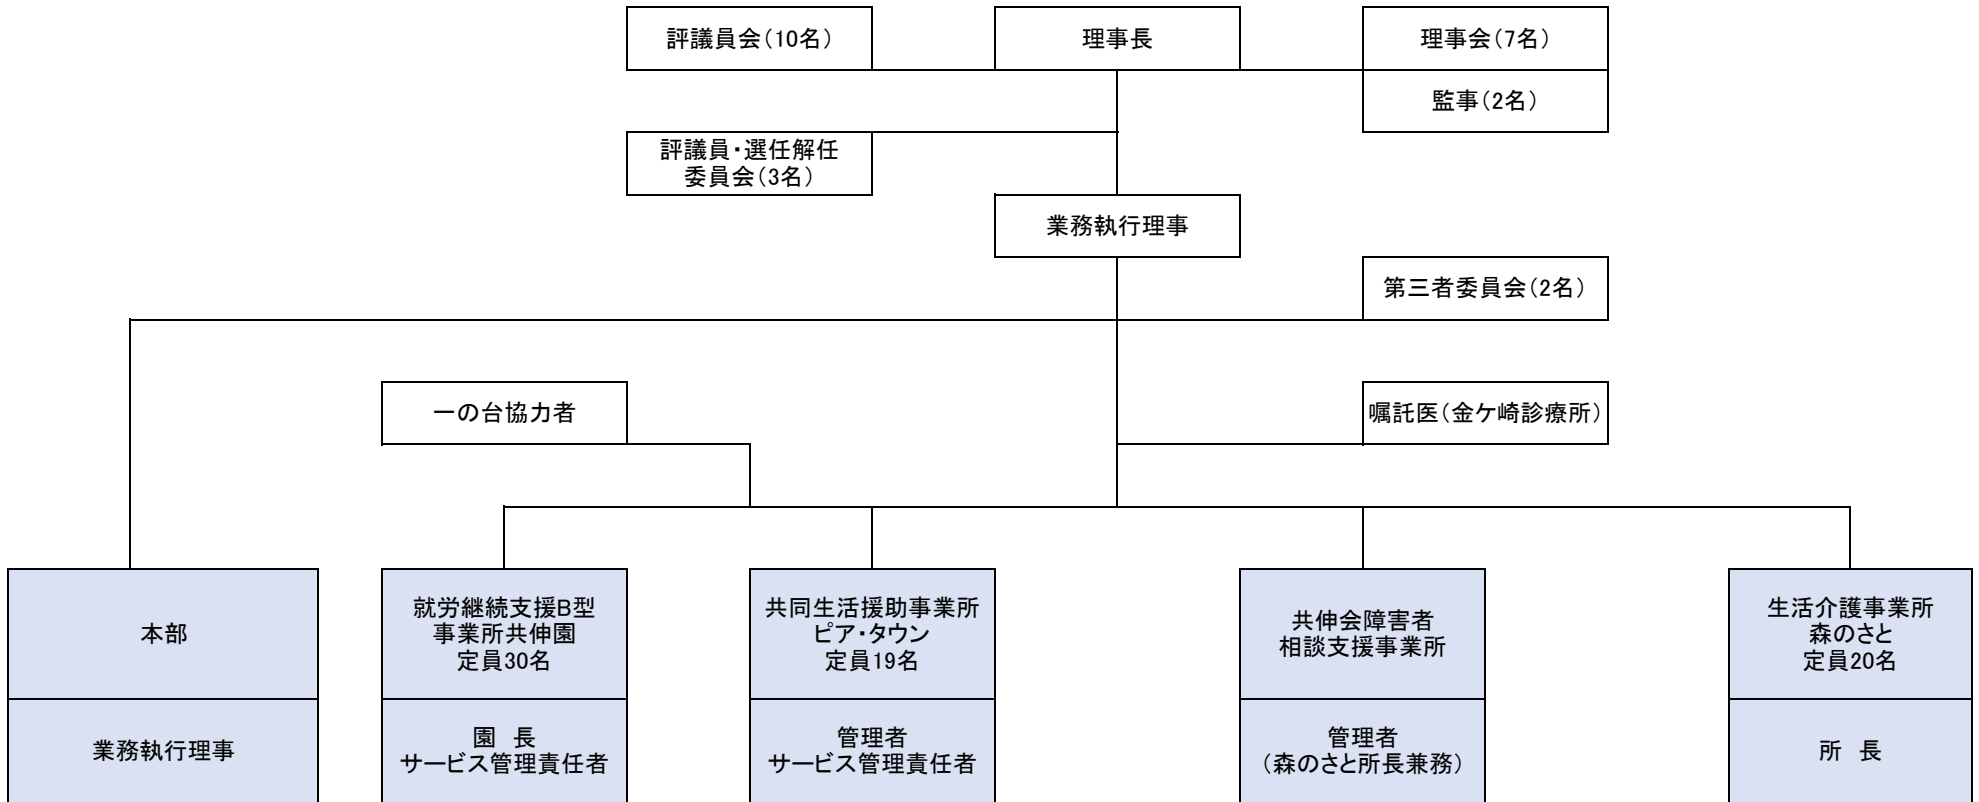 評議員会（10名）
理事長
理事会（7名）
監事（2名）
評議員・選任解任
委員会（3名）
業務執行理事
第三者委員会（2名）
一の台協力者
嘱託医（金ケ崎診療所）
本部
業務執行理事
就労継続支援B型
事業所共伸園
定員30名
園　長
サービス管理責任者
共同生活援助事業所
ピア・タウン
定員19名
管理者
サービス管理責任者
共伸会障害者
相談支援事業所
管理者
（森のさと所長兼務）
生活介護事業所
森のさと
定員20名
所　長